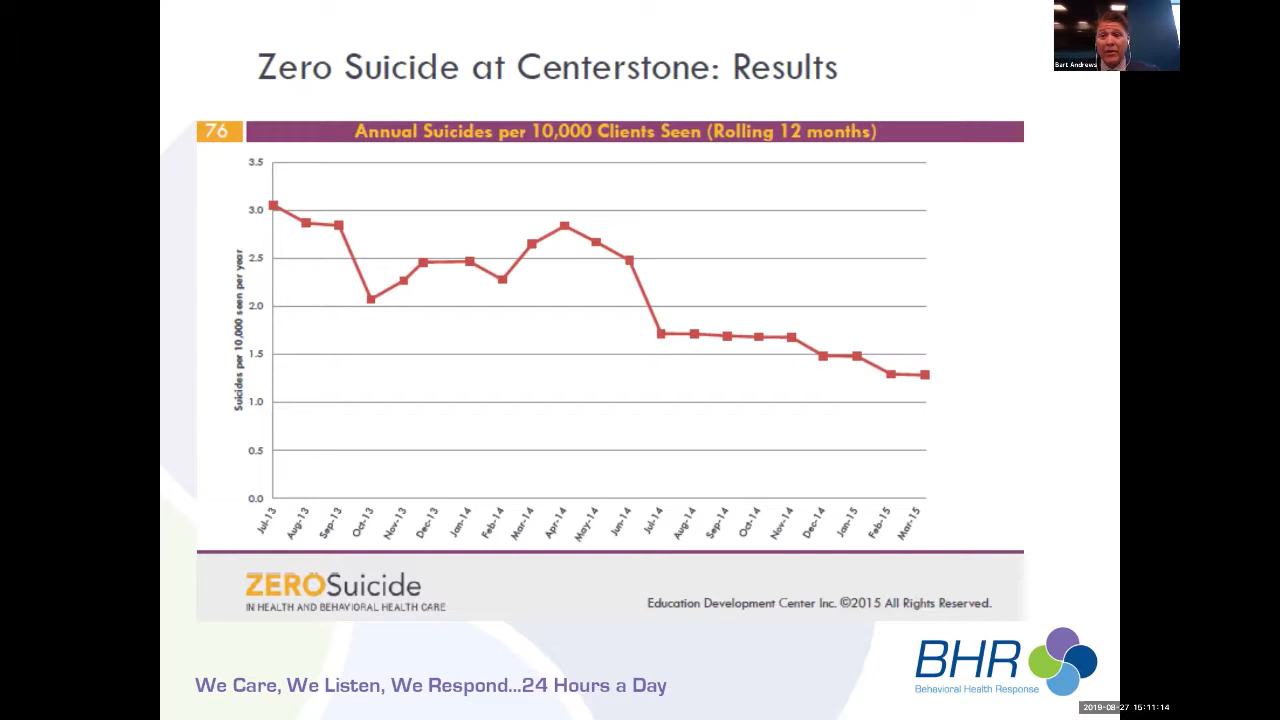 Zero Suicide at Centerstone: Results
Bart Andrews
76
Annual Suicides per 10,000 Clients Seen (Rolling 12 months)
Suicides per 10,000 seen per year
3.5
3.0
2.5
2.0
1.5
1.0
0.5
0.0
Jul-13
Aug-13
Sep-13
Oct-13
Nov-13
Dec-13
Jan-14
Feb-14
Mar-14
Apr-14
May-14
Jun-14
Jul-14
Aug-14
Sep-14
Oct-14
Nov-14
Dec-14
Jan-15
Feb-15
Mar-15
ZEROSuicide
IN HEALTH AND BEHAVIORAL HEALTH CARE
Education Development Center Inc. ©2015 All Rights Reserved.
BHR
Behavioral Health Response
We Care, We Listen, We Respond...24 Hours a Day
2019-08-27 15:11:14